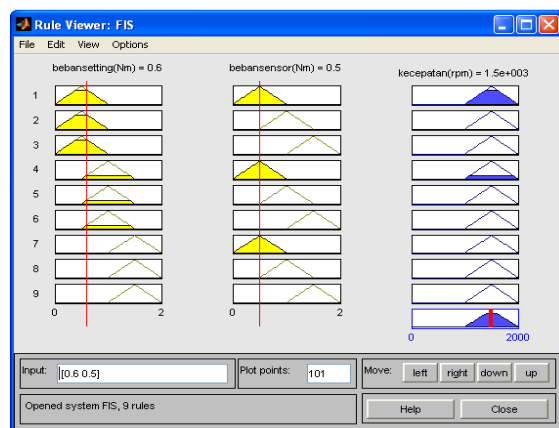 Rule Viewer: FIS
File Edit View Options
bebansetting(Nm) = 0.6 bebansensor(Nm) = 0.5 kecepatan(rpm) = 1.5e+003
1
2
3
4
5
6
7
8
9
0 2 0 2
0 2000
Input: [0.6 0.5] Plot points: 101 Move: left right down up
Opened system FIS, 9 rules Help Close